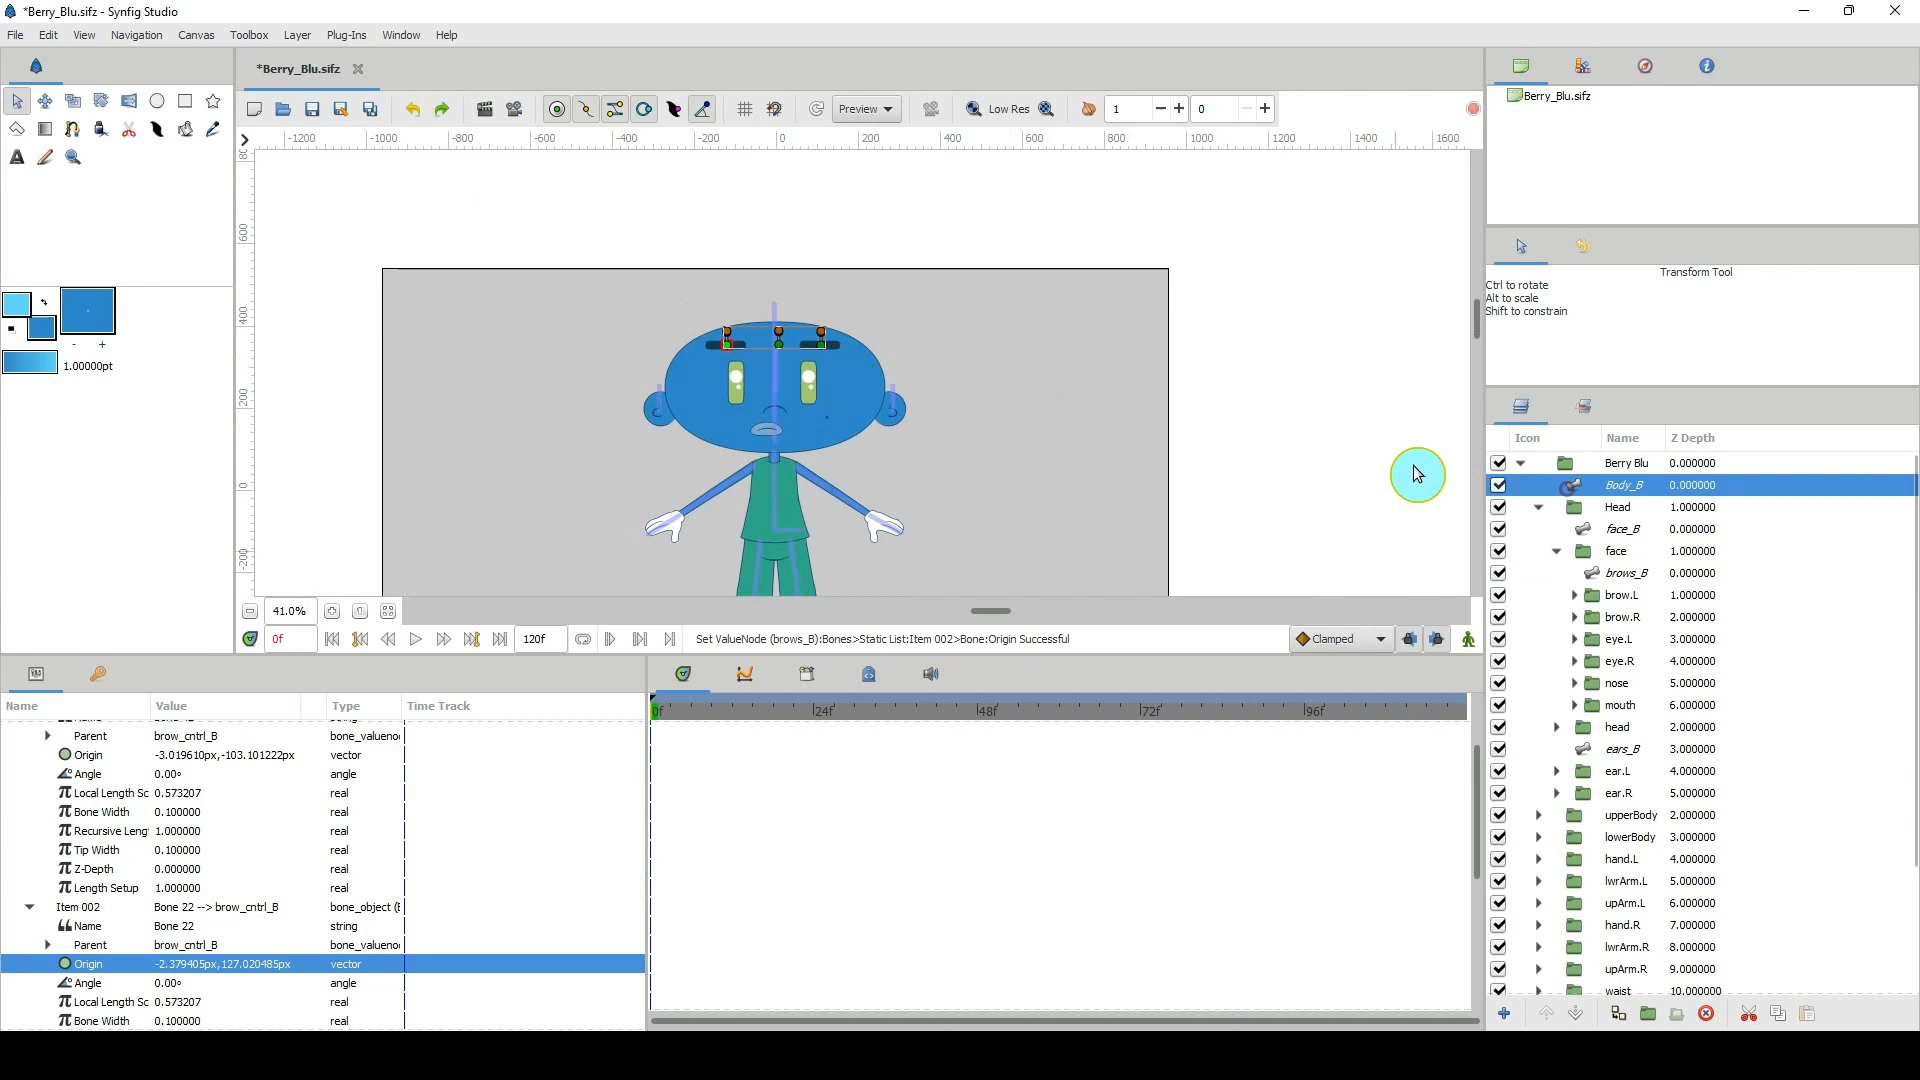 *Berry_Blu.sifz - Synfig Studio
File Edit View Navigation Canvas Toolbox Layer Plug-Ins Window Help
*Berry_Blu.sifz
Preview Low Res 1 0
-1200 -1000 -800 -600 -400 -200 0 200 400 600 800 1000 1200 1400 1600
600
400
200
0
-200
1.00000pt
Berry_Blu.sifz
Transform Tool
Ctrl to rotate
Alt to scale
Shift to constrain
Icon Name Z Depth
Berry Blu 0.000000
Body_B 0.000000
Head 1.000000
face_B 0.000000
face 1.000000
brows_B 0.000000
brow.L 1.000000
brow.R 2.000000
eye.L 3.000000
eye.R 4.000000
nose 5.000000
mouth 6.000000
head 2.000000
ears_B 3.000000
ear.L 4.000000
ear.R 5.000000
upperBody 2.000000
lowerBody 3.000000
hand.L 4.000000
lwrArm.L 5.000000
upArm.L 6.000000
hand.R 7.000000
lwrArm.R 8.000000
upArm.R 9.000000
waist 10.000000
41.0%
0f 120f Set ValueNode (brows_B):Bones>Static List:Item 002>Bone:Origin Successful Clamped
Name Value Type Time Track
Parent brow_cntrl_B bone_valueno
Origin -3.019610px,-103.101222px vector
Angle 0.00° angle
Local Length Sc 0.573207 real
Bone Width 0.100000 real
Recursive Leng 1.000000 real
Tip Width 0.100000 real
Z-Depth 0.000000 real
Length Setup 1.000000 real
Item 002 Bone 22 --> brow_cntrl_B bone_object (B
Name Bone 22 string
Parent brow_cntrl_B bone_valueno
Origin -2.379405px,127.020485px vector
Angle 0.00° angle
Local Length Sc 0.573207 real
Bone Width 0.100000 real
0f 24f 48f 72f 96f